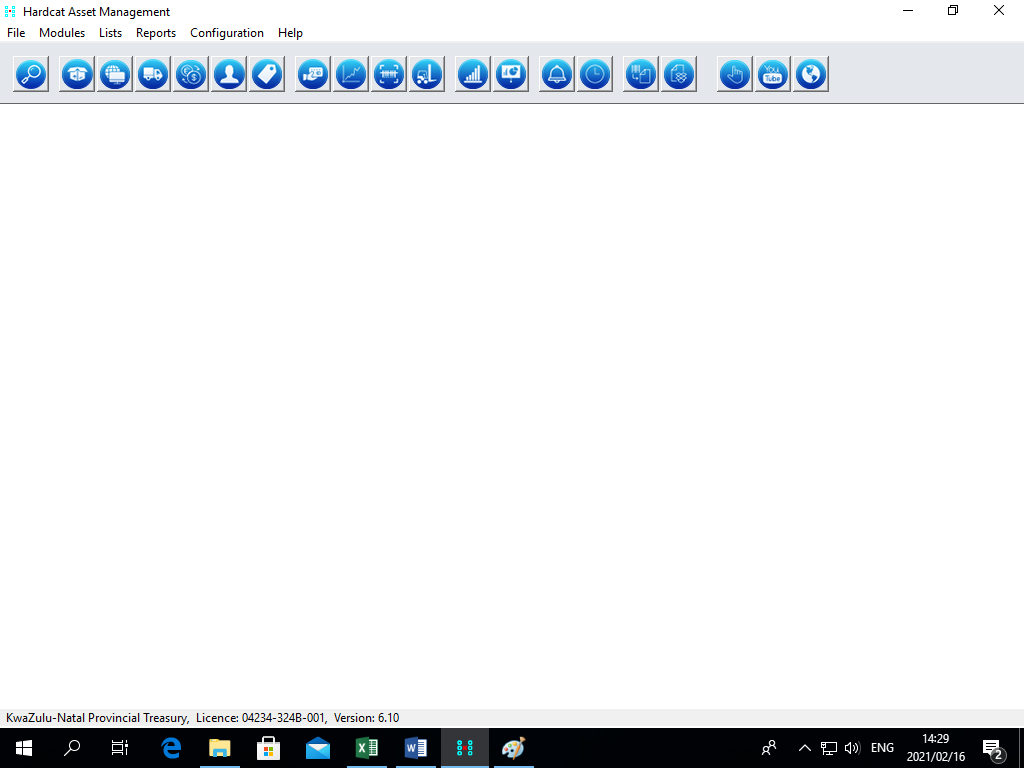 Hardcat Asset Management
File Modules Lists Reports Configuration Help
You Tube
KwaZulu-Natal Provincial Treasury, Licence: 04234-324B-001, Version: 6.10
14:29
ENG
2021/02/16
2